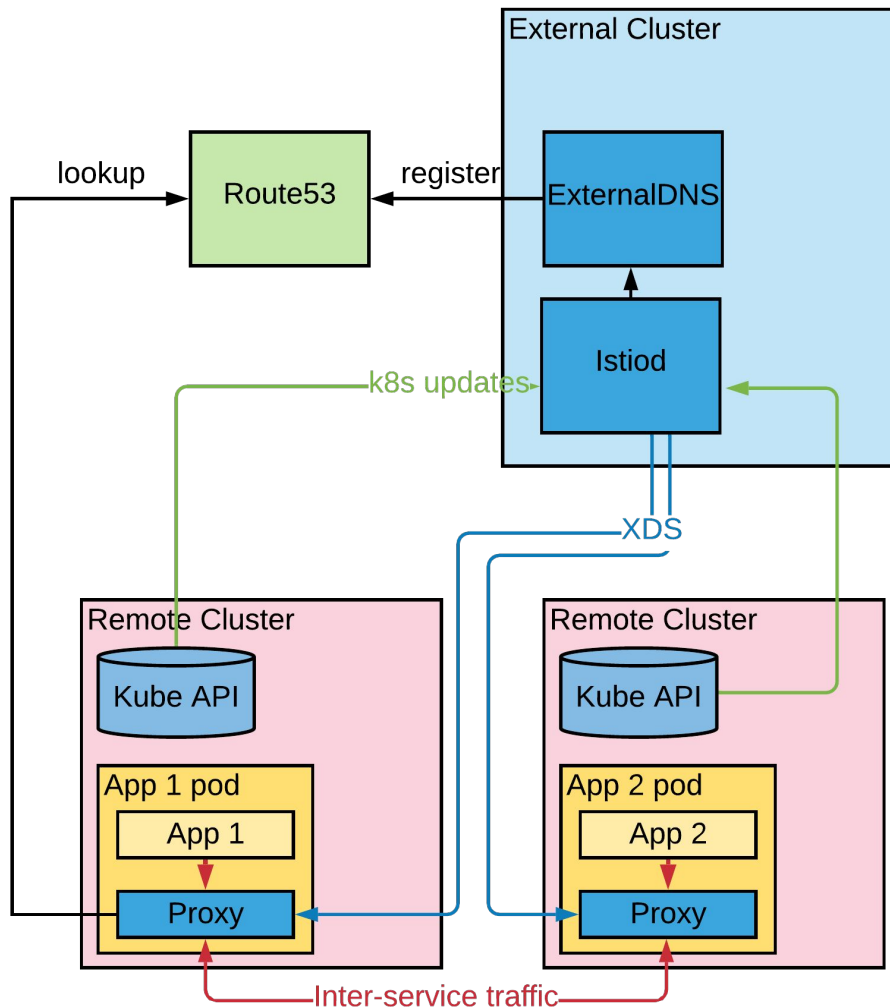 External Cluster
lookup
Route53
register
ExternalDNS
Istiod
k8s updates
XDS
Remote Cluster
Kube API
App 1 pod
App 1
Proxy
Remote Cluster
Kube API
App 2 pod
App 2
Proxy
Inter-service traffic